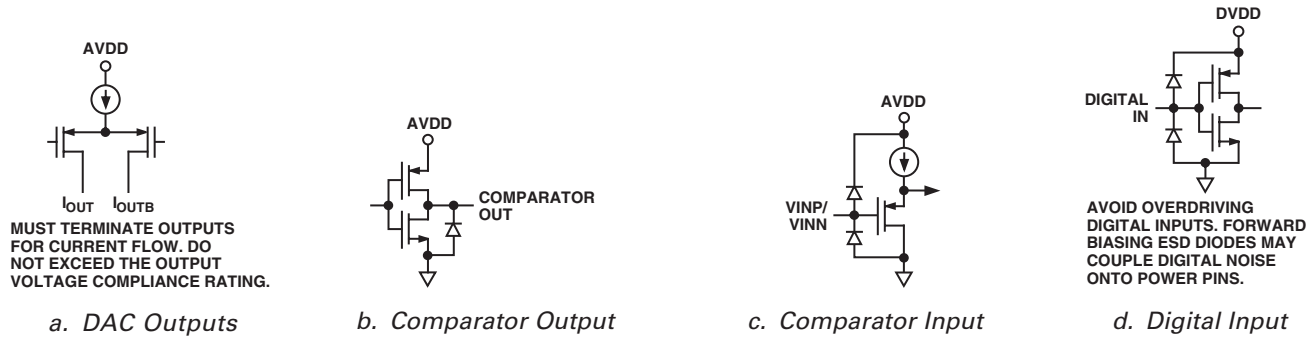 AVDD
I_OUT I_OUTB
MUST TERMINATE OUTPUTS
FOR CURRENT FLOW. DO
NOT EXCEED THE OUTPUT
VOLTAGE COMPLIANCE RATING.
a. DAC Outputs
AVDD
COMPARATOR
OUT
b. Comparator Output
AVDD
VINP/
VINN
c. Comparator Input
DVDD
DIGITAL
IN
AVOID OVERDRIVING
DIGITAL INPUTS. FORWARD
BIASING ESD DIODES MAY
COUPLE DIGITAL NOISE
ONTO POWER PINS.
d. Digital Input